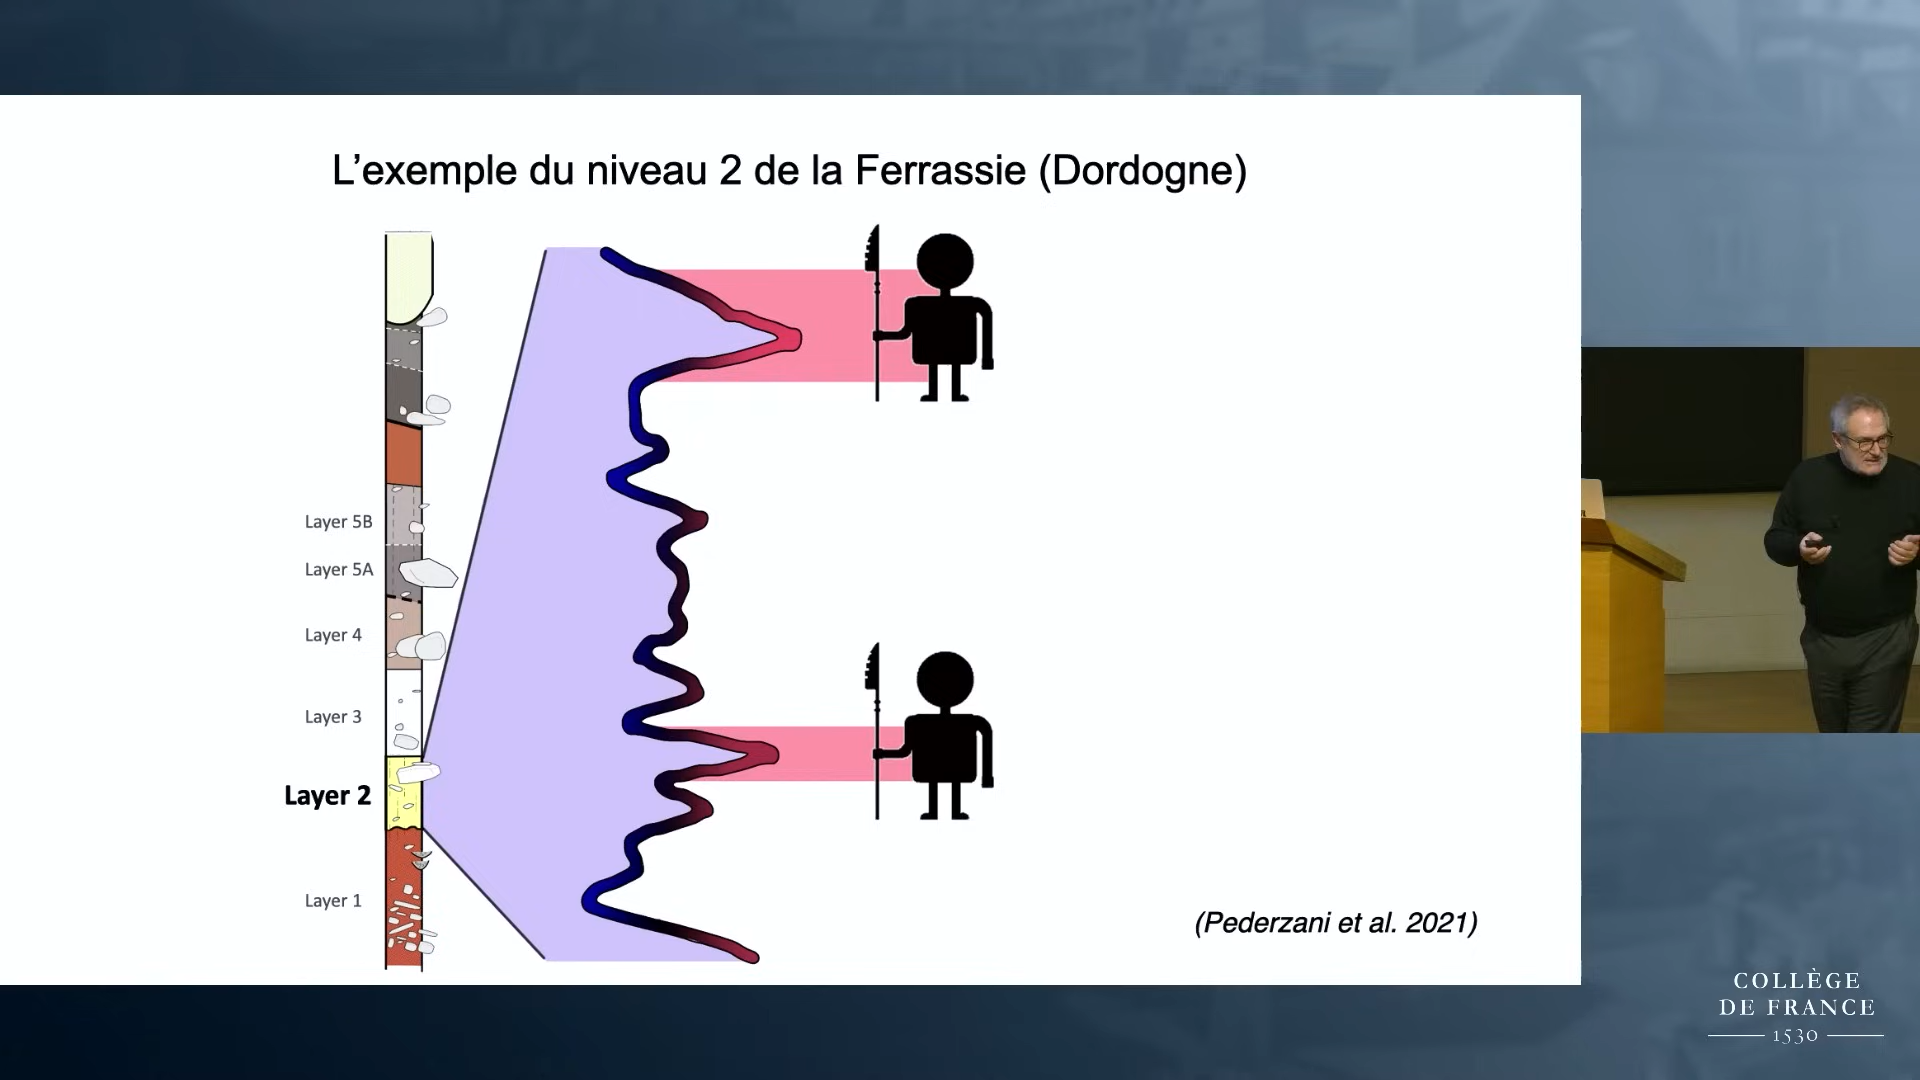 L’exemple du niveau 2 de la Ferrassie (Dordogne)
Layer 5B
Layer 5A
Layer 4
Layer 3
Layer 2
Layer 1
(Pederzani et al. 2021)
COLLÈGE
DE FRANCE
1530